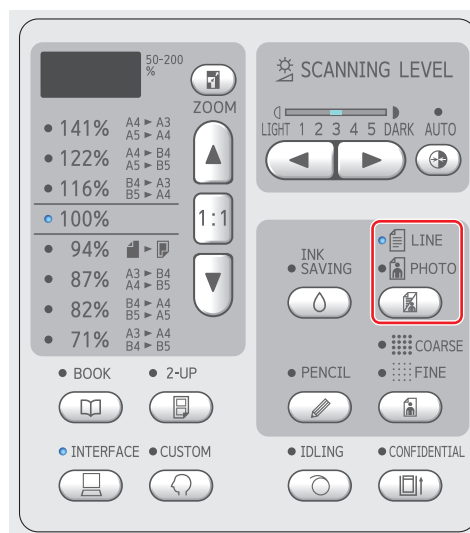 50-200
%
ZOOM
141% A4 ► A3
A5 ► A4
122% A4 ► B4
A5 ► B5
116% B4 ► A3
B5 ► A4
100%
94%
87% A3 ► B4
A4 ► B5
82% B4 ► A4
B5 ► A5
71% A3 ► A4
B4 ► B5
1:1
BOOK
2-UP
INTERFACE
CUSTOM
SCANNING LEVEL
LIGHT 1 2 3 4 5 DARK AUTO
INK
SAVING
LINE
PHOTO
COARSE
FINE
PENCIL
IDLING
CONFIDENTIAL